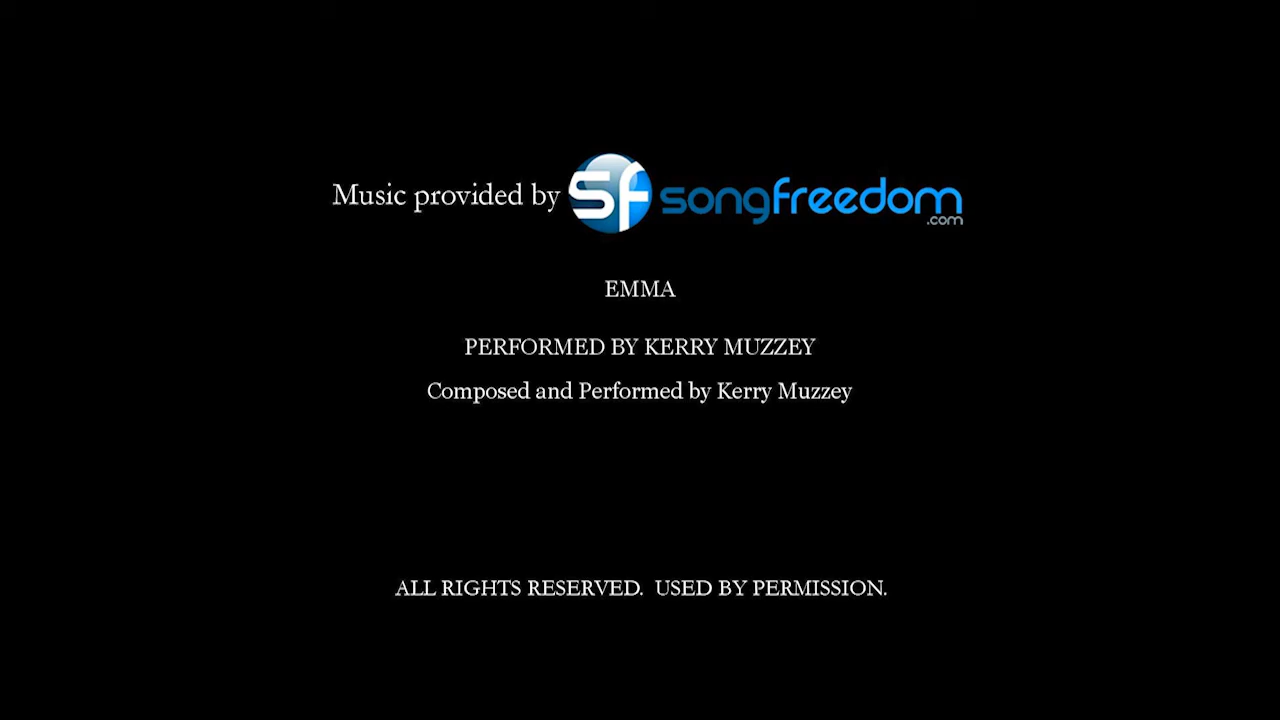 Music provided by SF songfreedom
.com
EMMA
PERFORMED BY KERRY MUZZEY
Composed and Performed by Kerry Muzzey
ALL RIGHTS RESERVED. USED BY PERMISSION.